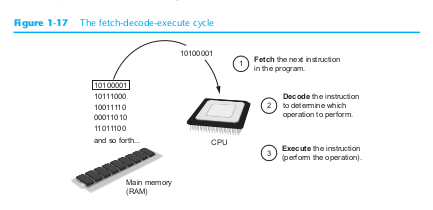 Figure 1-17 The fetch-decode-execute cycle
10100001
1 Fetch the next instruction
in the program.
10100001
10111000
10011110
00011010
11011100
and so forth...
2 Decode the instruction
to determine which
operation to perform.
CPU
3 Execute the instruction
(perform the operation).
Main memory
(RAM)